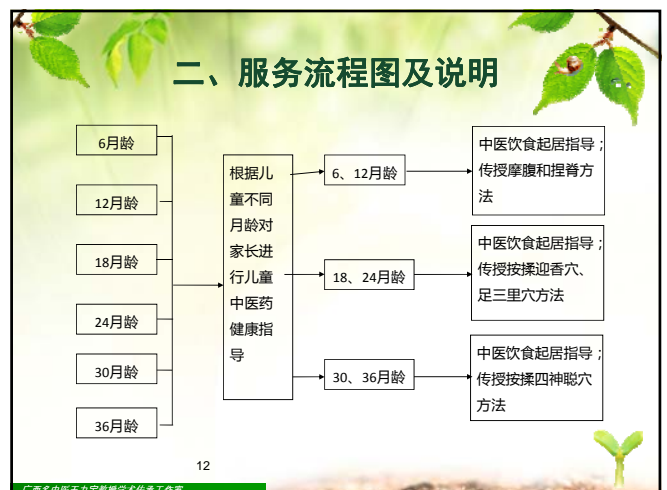 二、服务流程图及说明
6月龄
12月龄
18月龄
24月龄
30月龄
36月龄
根据儿
童不同
月龄对
家长进
行儿童
中医药
健康指
导
6、12月龄
18、24月龄
30、36月龄
中医饮食起居指导；
传授摩腹和捏脊方
法
中医饮食起居指导；
传授按揉迎香穴、
足三里穴方法
中医饮食起居指导；
传授按揉四神聪穴
方法
12